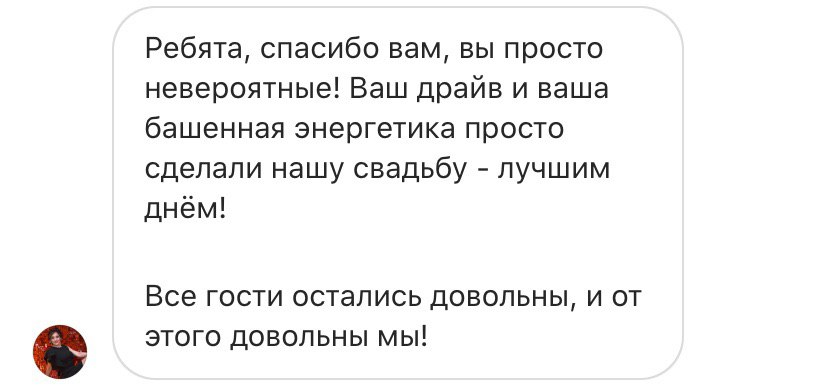 Ребята, спасибо вам, вы просто
невероятные! Ваш драйв и ваша
башенная энергетика просто
сделали нашу свадьбу - лучшим
днём!
Все гости остались довольны, и от
этого довольны мы!